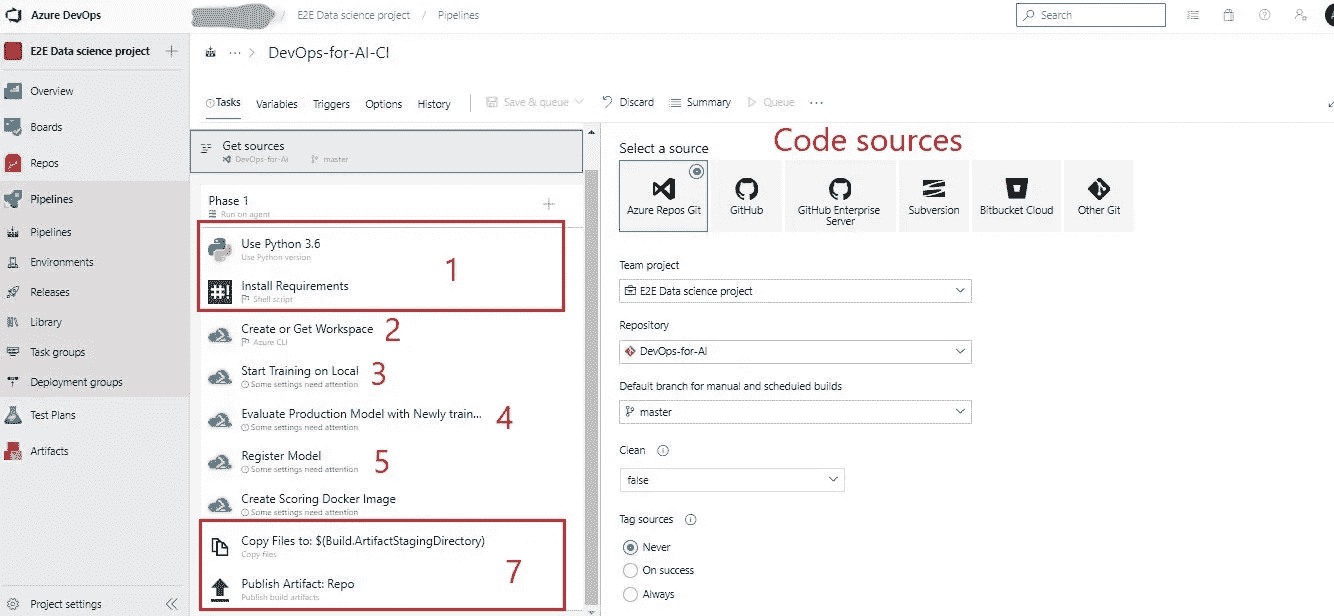 Azure DevOps
/ E2E Data science project / Pipelines
Search
E2E Data science project
Overview
Boards
Repos
Pipelines
Pipelines
Environments
Releases
Library
Task groups
Deployment groups
Test Plans
Artifacts
Project settings
... > DevOps-for-AI-CI
Tasks Variables Triggers Options History Save & queue Discard Summary Queue ...
Get sources
DevOps-for-AI master
Phase 1
Run on agent
Use Python 3.6
Use Python version
1
Install Requirements
Shell script
Create or Get Workspace 2
Azure CLI
Start Training on Local 3
Some settings need attention
Evaluate Production Model with Newly train... 4
Some settings need attention
Register Model 5
Some settings need attention
Create Scoring Docker Image
Some settings need attention
Copy Files to: $(Build.ArtifactStagingDirectory)
Copy files
7
Publish Artifact: Repo
Publish build artifacts
Code sources
Select a source
Azure Repos Git
GitHub
GitHub Enterprise
Server
Subversion
Bitbucket Cloud
Other Git
Team project
E2E Data science project
Repository
DevOps-for-AI
Default branch for manual and scheduled builds
master
Clean
false
Tag sources
Never
On success
Always